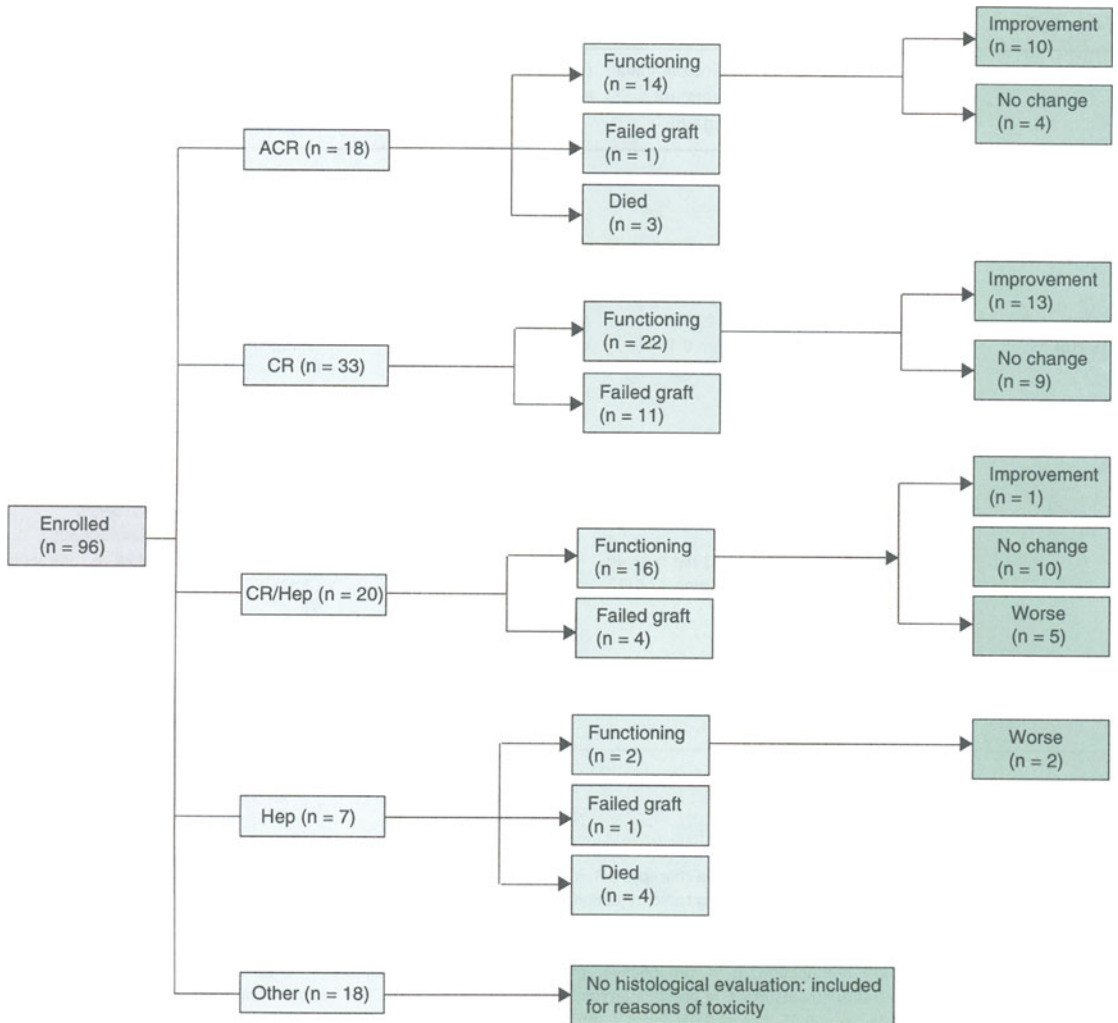 Enrolled
(n = 96)
ACR (n = 18)
Functioning
(n = 14)
Improvement
(n = 10)
No change
(n = 4)
Failed graft
(n = 1)
Died
(n = 3)
CR (n = 33)
Functioning
(n = 22)
Improvement
(n = 13)
No change
(n = 9)
Failed graft
(n = 11)
CR/Hep (n = 20)
Functioning
(n = 16)
Improvement
(n = 1)
No change
(n = 10)
Worse
(n = 5)
Failed graft
(n = 4)
Hep (n = 7)
Functioning
(n = 2)
Worse
(n = 2)
Failed graft
(n = 1)
Died
(n = 4)
Other (n = 18)
No histological evaluation: included
for reasons of toxicity